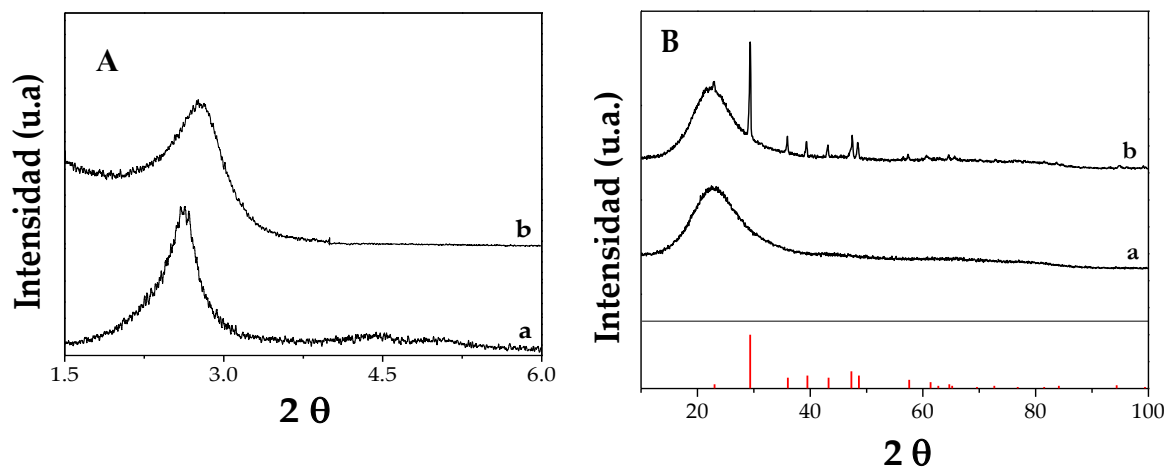 A
Intensidad (u.a)
b
a
1.5
3.0
4.5
6.0
2 θ
B
Intensidad (u.a.)
b
a
20
40
60
80
100
2 θ